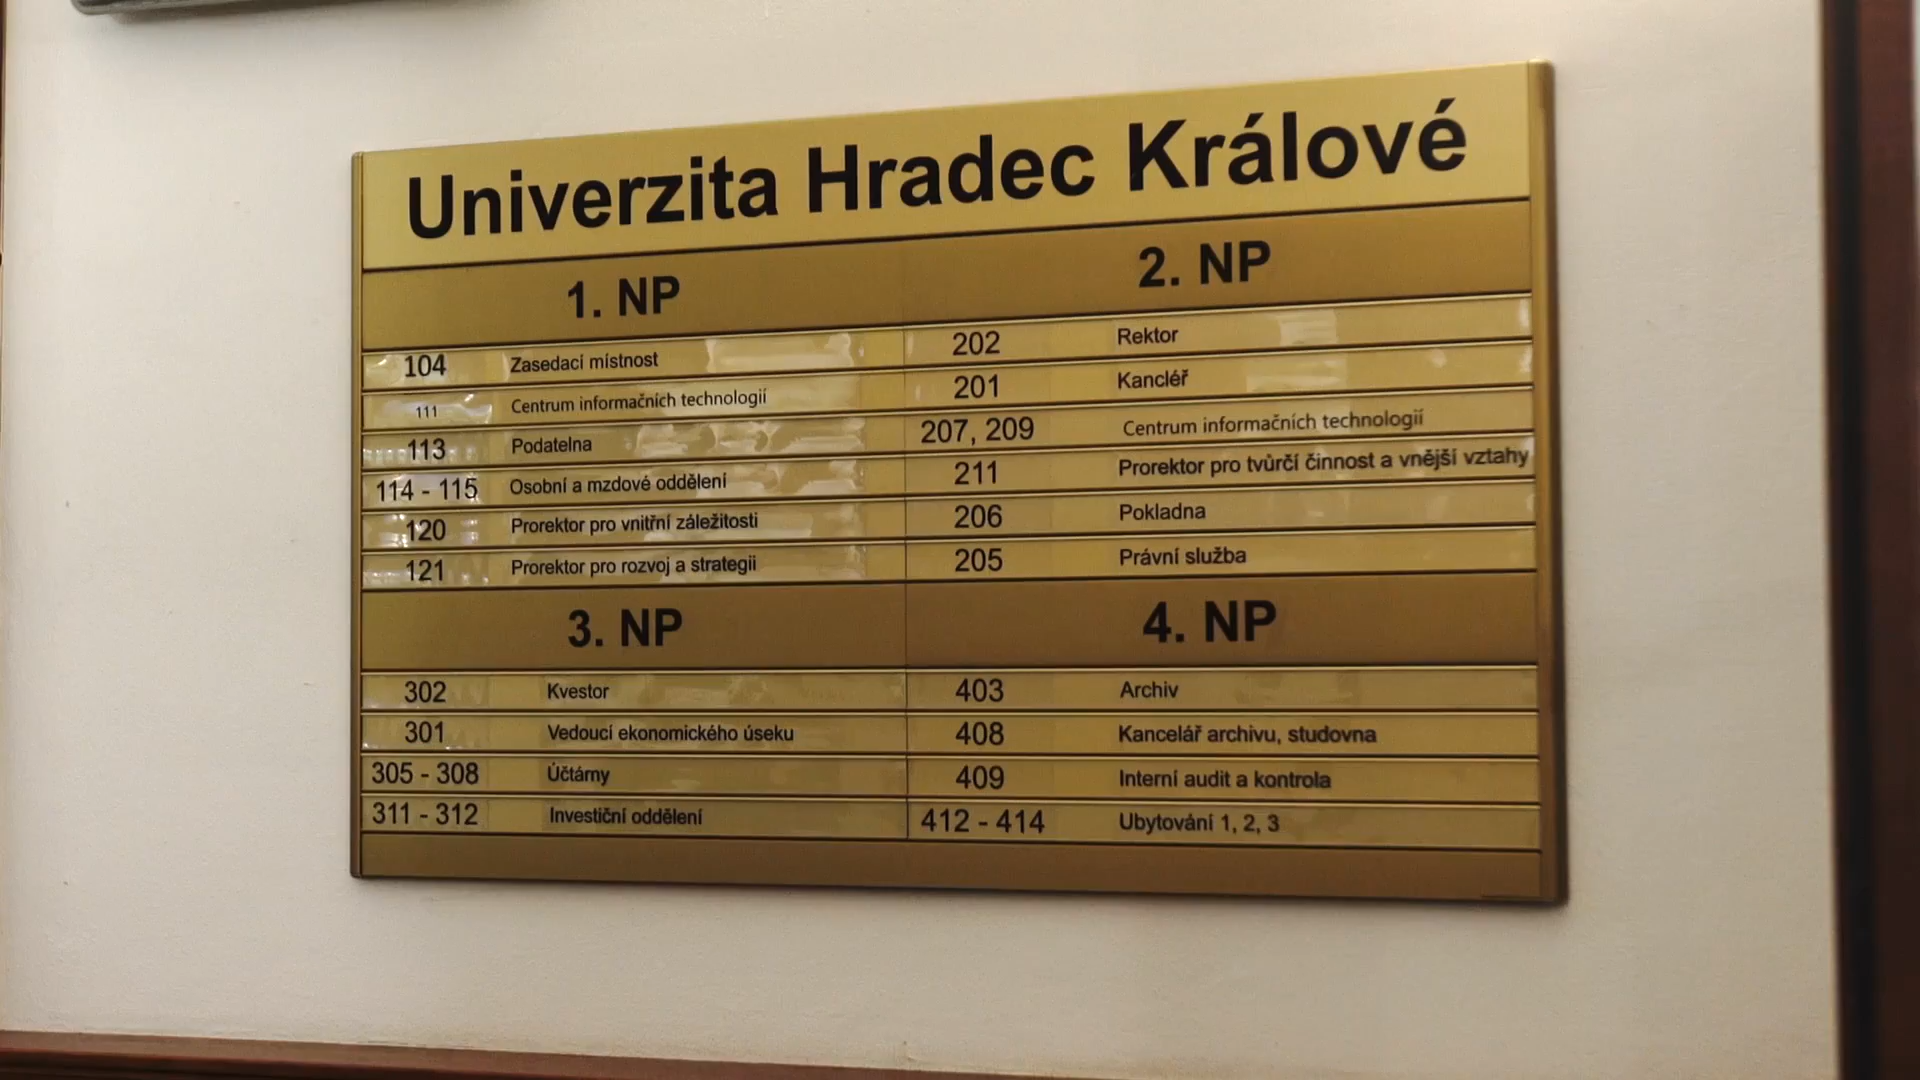 Univerzita Hradec Králové
1. NP
104 Zasedací místnost
111 Centrum informačních technologií
113 Podatelna
114 - 115 Osobní a mzdové oddělení
120 Prorektor pro vnitřní záležitosti
121 Prorektor pro rozvoj a strategii
2. NP
202 Rektor
201 Kancléř
207, 209 Centrum informačních technologií
211 Prorektor pro tvůrčí činnost a vnější vztahy
206 Pokladna
205 Právní služba
3. NP
302 Kvestor
301 Vedoucí ekonomického úseku
305 - 308 Účtárny
311 - 312 Investiční oddělení
4. NP
403 Archiv
408 Kancelář archivu, studovna
409 Interní audit a kontrola
412 - 414 Ubytování 1, 2, 3